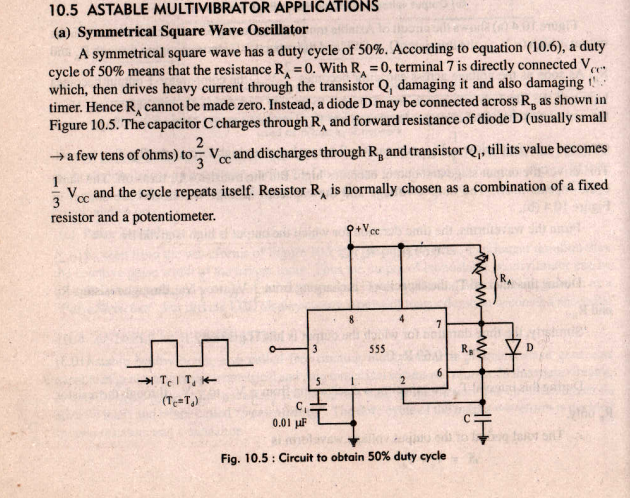 10.5 ASTABLE MULTIVIBRATOR APPLICATIONS
(a) Symmetrical Square Wave Oscillator
A symmetrical square wave has a duty cycle of 50%. According to equation (10.6), a duty
cycle of 50% means that the resistance R_A = 0. With R_A = 0, terminal 7 is directly connected V_CC,
which, then drives heavy current through the transistor Q_1 damaging it and also damaging
timer. Hence R_A cannot be made zero. Instead, a diode D may be connected across R_B as shown in
Figure 10.5. The capacitor C charges through R_A and forward resistance of diode D (usually small
→ a few tens of ohms) to 2/3 V_CC and discharges through R_B and transistor Q_1, till its value becomes
1/3 V_CC and the cycle repeats itself. Resistor R_A is normally chosen as a combination of a fixed
resistor and a potentiometer.
+V_CC
R_A
8
4
7
3
555
R_B
D
6
5
1
2
T_C
T_d
(T_C=T_d)
C_1
0.01 µF
C
Fig. 10.5 : Circuit to obtain 50% duty cycle